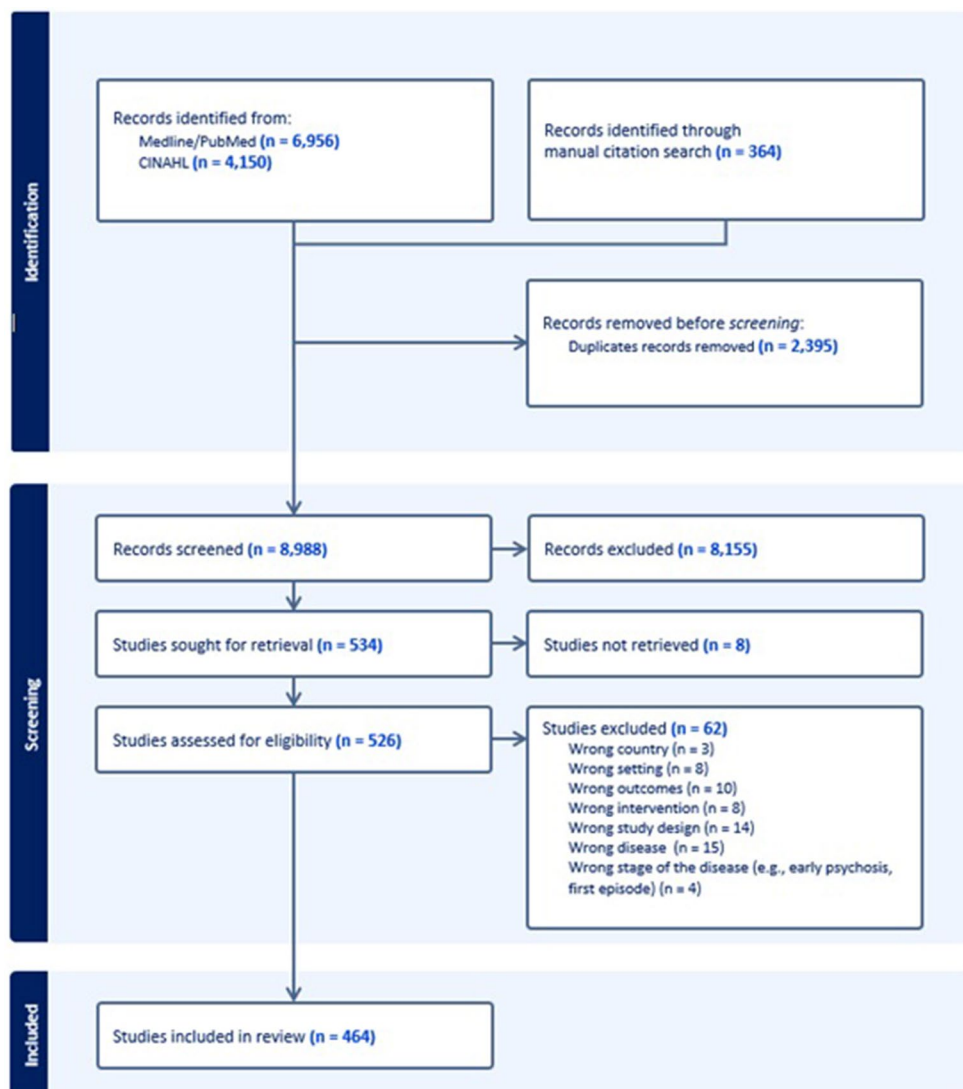 Identification
Records identified from:
Medline/PubMed (n = 6,956)
CINAHL (n = 4,150)
Records identified through
manual citation search (n = 364)
Records removed before screening:
Duplicates records removed (n = 2,395)
Screening
Records screened (n = 8,988)
Records excluded (n = 8,155)
Studies sought for retrieval (n = 534)
Studies not retrieved (n = 8)
Studies assessed for eligibility (n = 526)
Studies excluded (n = 62)
Wrong country (n = 3)
Wrong setting (n = 8)
Wrong outcomes (n = 10)
Wrong intervention (n = 8)
Wrong study design (n = 14)
Wrong disease (n = 15)
Wrong stage of the disease (e.g., early psychosis,
first episode) (n = 4)
Included
Studies included in review (n = 464)